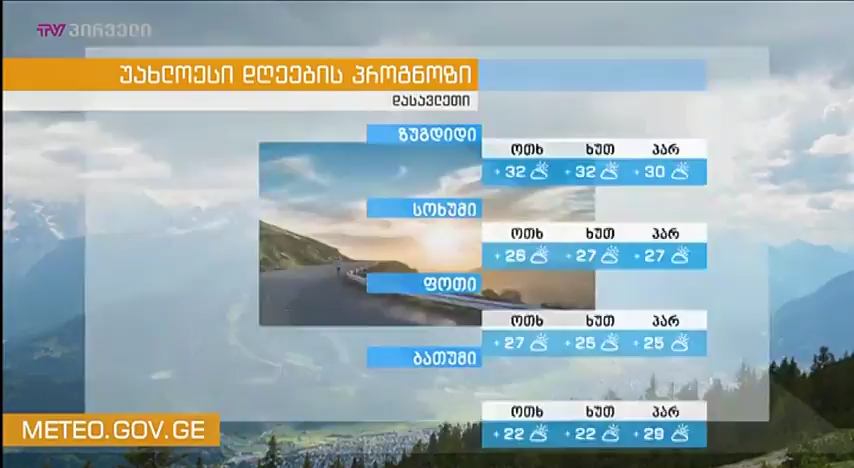 TV პირველი
უახლოესი დღეების პროგნოზი
დასავლეთი
ზუგდიდი
ოთხ ხუთ პარ
+32 +32 +30
სოხუმი
ოთხ ხუთ პარ
+26 +27 +27
ფოთი
ოთხ ხუთ პარ
+27 +25 +25
ბათუმი
ოთხ ხუთ პარ
+22 +22 +29
METEO.GOV.GE